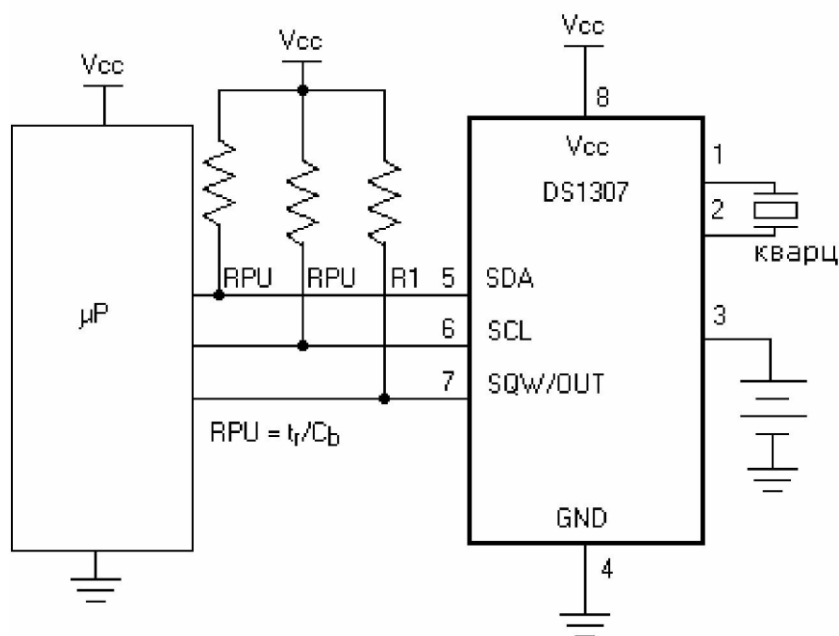 Vcc
Vcc
Vcc
8
Vcc
1
DS1307
2
кварц
RPU
RPU
R1
5
SDA
µP
3
6
SCL
7
SQW/OUT
RPU = tr/Cb
GND
4